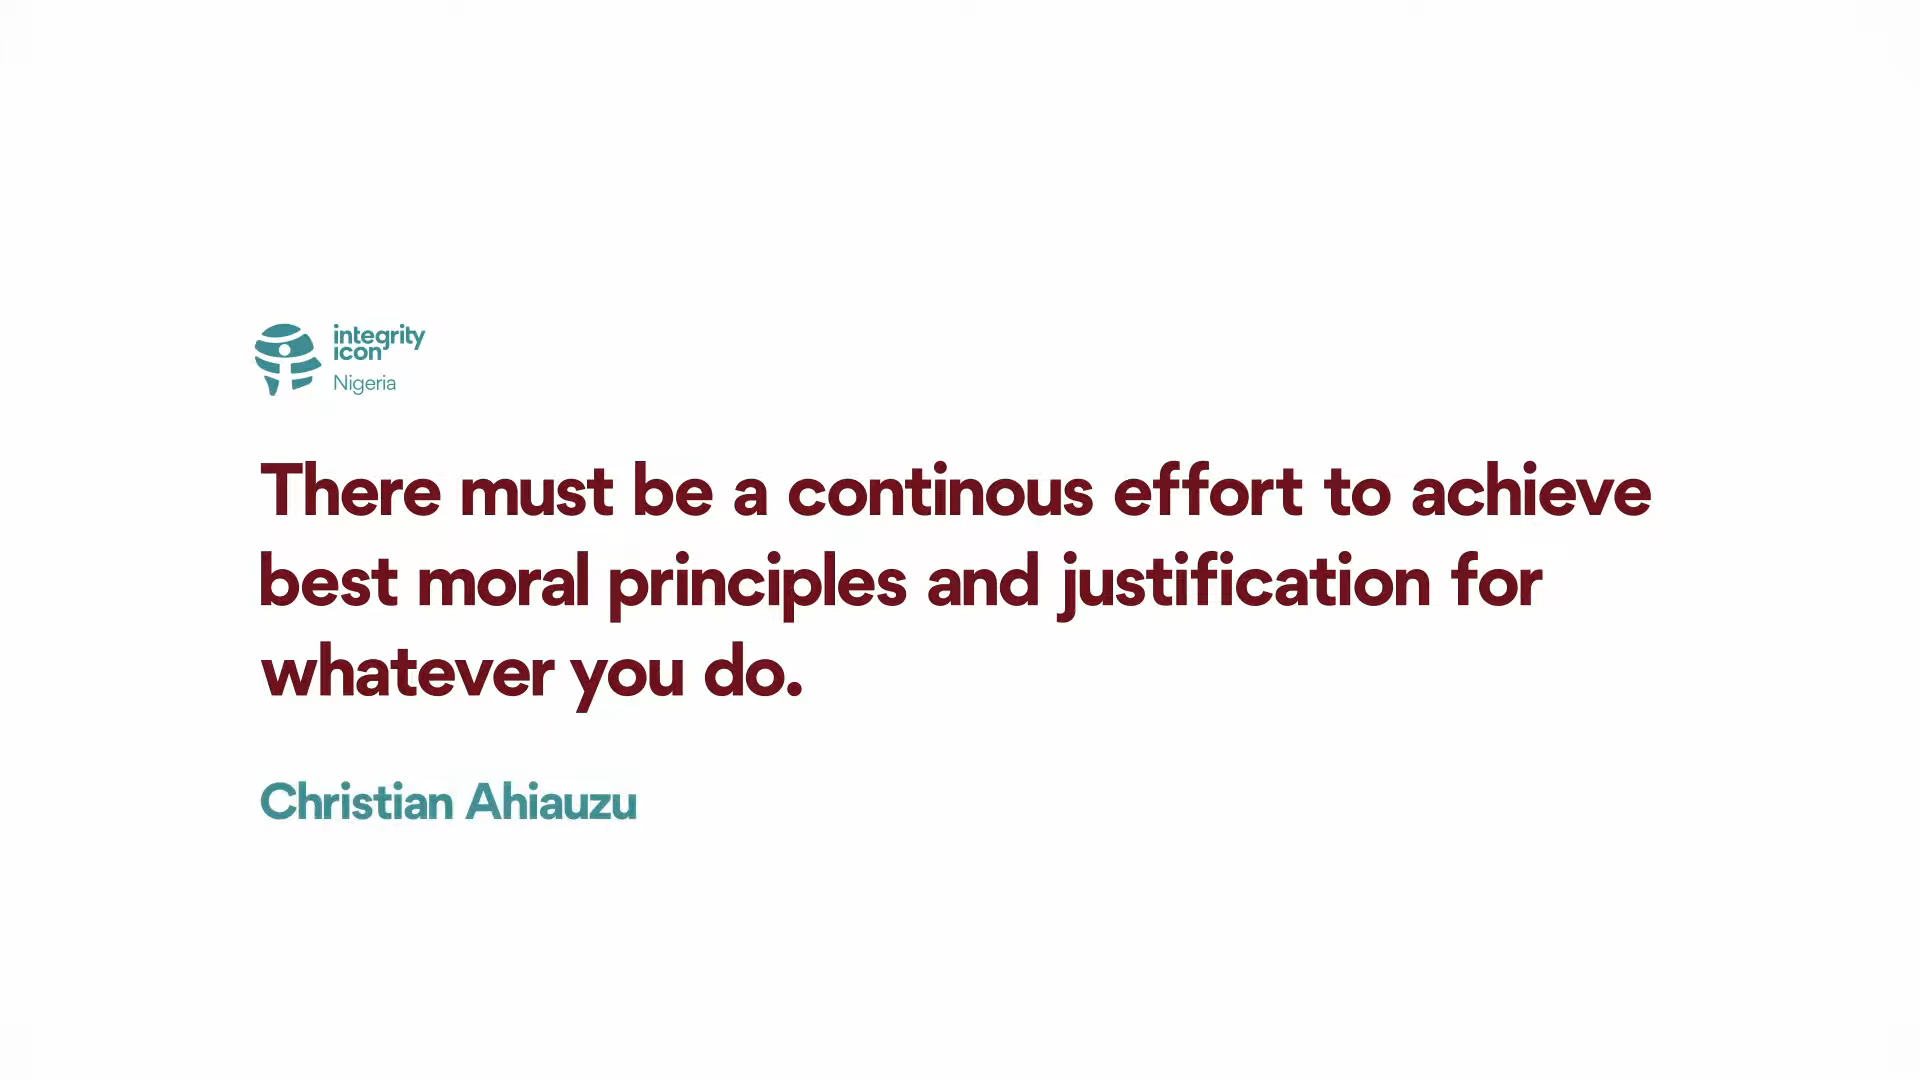 integrity
icon
Nigeria
There must be a continous effort to achieve
best moral principles and justification for
whatever you do.
Christian Ahiauzu